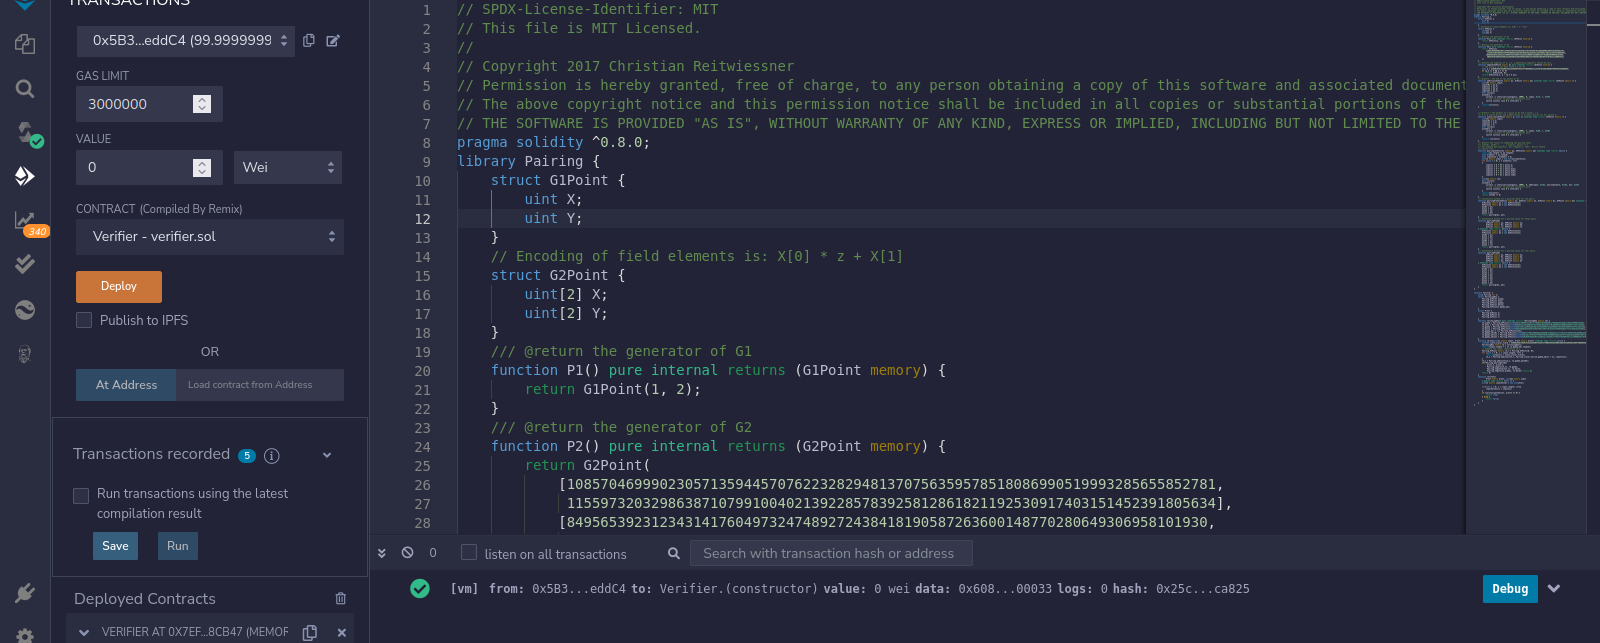 TRANSACTIONS
0x5B3...eddC4 (99.9999999
GAS LIMIT
3000000
VALUE
0
Wei
340
CONTRACT (Compiled By Remix)
Verifier - verifier.sol
Deploy
Publish to IPFS
OR
At Address
Load contract from Address
Transactions recorded 5 i
Run transactions using the latest
compilation result
Save
Run
Deployed Contracts
VERIFIER AT 0X7EF...8CB47 (MEMOR
1 // SPDX-License-Identifier: MIT
2 // This file is MIT Licensed.
3 //
4 // Copyright 2017 Christian Reitwiessner
5 // Permission is hereby granted, free of charge, to any person obtaining a copy of this software and associated document
6 // The above copyright notice and this permission notice shall be included in all copies or substantial portions of the
7 // THE SOFTWARE IS PROVIDED "AS IS", WITHOUT WARRANTY OF ANY KIND, EXPRESS OR IMPLIED, INCLUDING BUT NOT LIMITED TO THE
8 pragma solidity ^0.8.0;
9 library Pairing {
10 struct G1Point {
11 uint X;
12 uint Y;
13 }
14 // Encoding of field elements is: X[0] * z + X[1]
15 struct G2Point {
16 uint[2] X;
17 uint[2] Y;
18 }
19 /// @return the generator of G1
20 function P1() pure internal returns (G1Point memory) {
21 return G1Point(1, 2);
22 }
23 /// @return the generator of G2
24 function P2() pure internal returns (G2Point memory) {
25 return G2Point(
26 [10857046999023057135944570762232829481370756359578518086990519993285655852781,
27 11559732032986387107991004021392285783925812861821192530917403151452391805634],
28 [8495653923123431417604973247489272438418190587263600148770280649306958101930,
0
listen on all transactions
Search with transaction hash or address
[vm] from: 0x5B3...eddC4 to: Verifier.(constructor) value: 0 wei data: 0x608...00033 logs: 0 hash: 0x25c...ca825
Debug